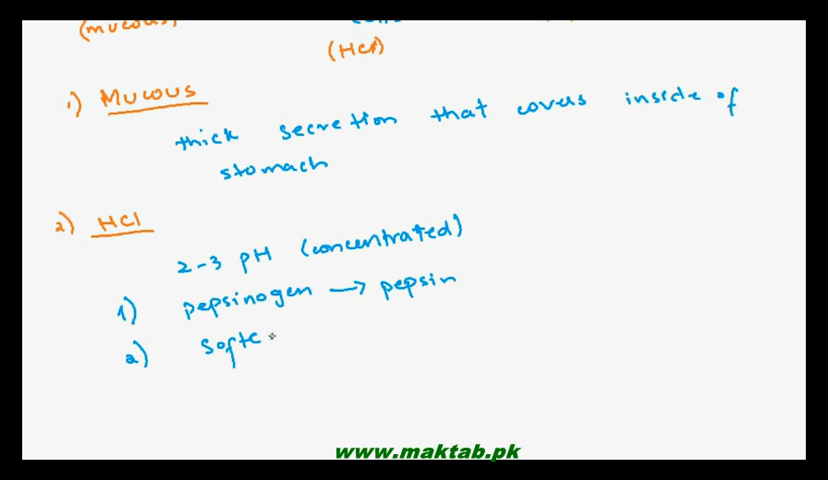 (mucous)
(HCl)
1) Mucous
thick secretion that covers inside of
stomach
2) HCl
2-3 pH (concentrated)
1) pepsinogen → pepsin
2) Softe
www.maktab.pk